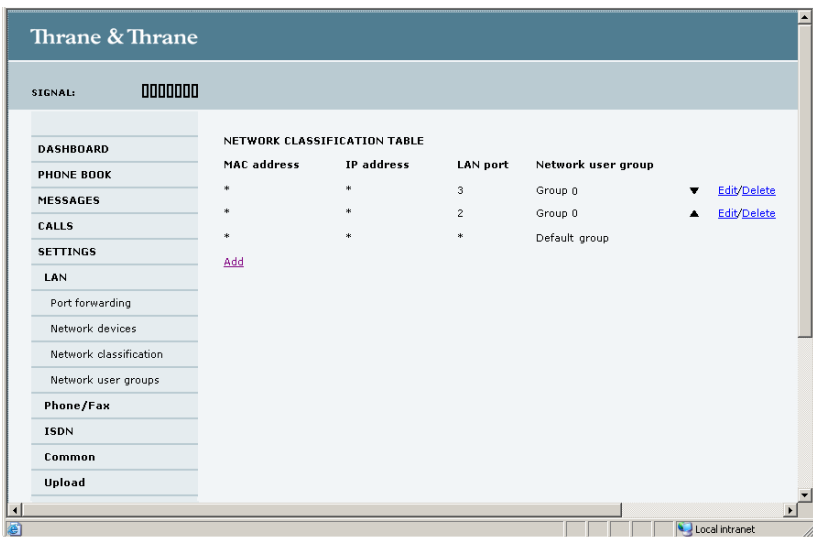 Thrane & Thrane
SIGNAL:
DASHBOARD
PHONE BOOK
MESSAGES
CALLS
SETTINGS
LAN
Port forwarding
Network devices
Network classification
Network user groups
Phone/Fax
ISDN
Common
Upload
NETWORK CLASSIFICATION TABLE
MAC address IP address LAN port Network user group
* * 3 Group 0 ▼ Edit/Delete
* * 2 Group 0 ▲ Edit/Delete
* * * Default group
Add
Local intranet